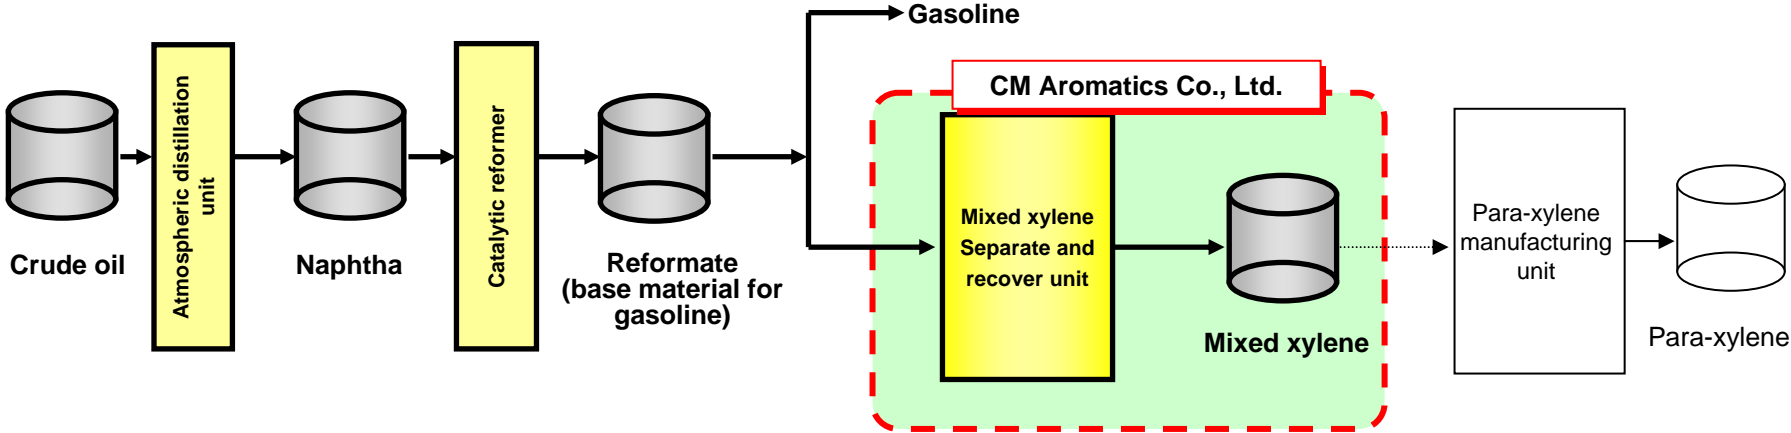 Gasoline
CM Aromatics Co., Ltd.
Atmospheric distillation
unit
Catalytic reformer
Crude oil
Naphtha
Reformate
(base material for
gasoline)
Mixed xylene
Separate and
recover unit
Mixed xylene
Para-xylene
manufacturing
unit
Para-xylene